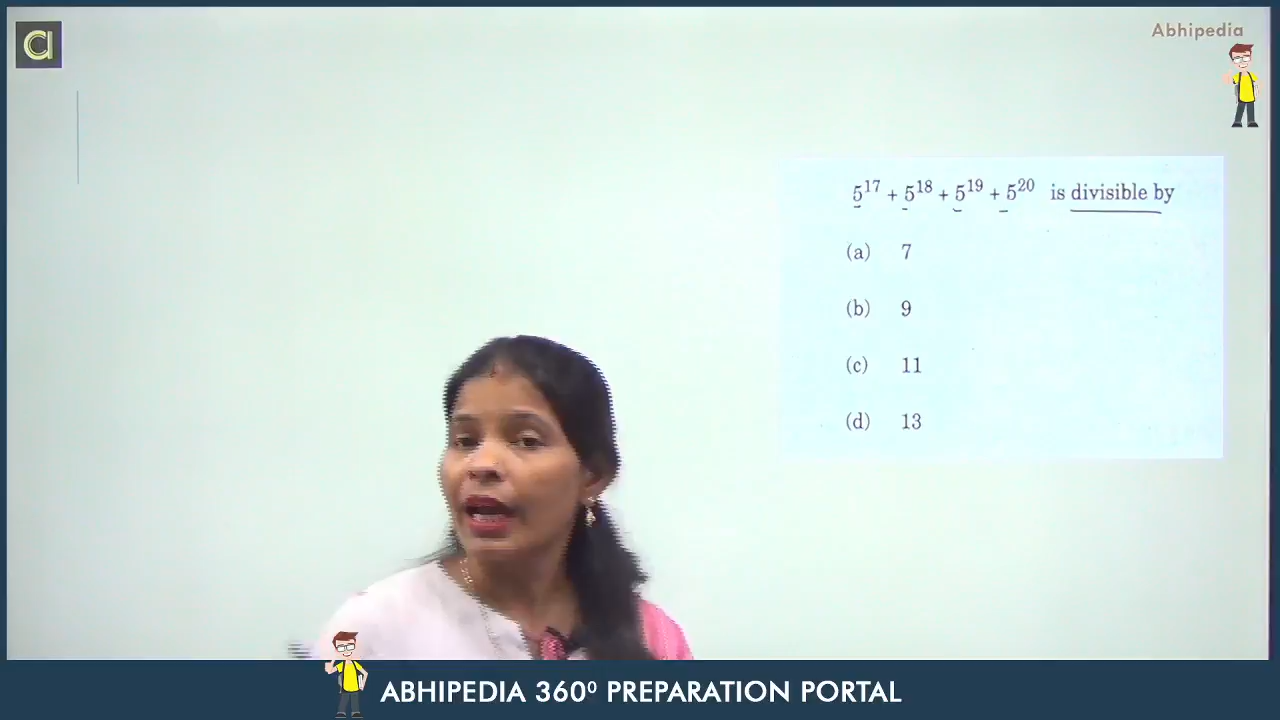 Abhipedia
5¹⁷ + 5¹⁸ + 5¹⁹ + 5²⁰ is divisible by
(a) 7
(b) 9
(c) 11
(d) 13
ABHIPEDIA 360⁰ PREPARATION PORTAL